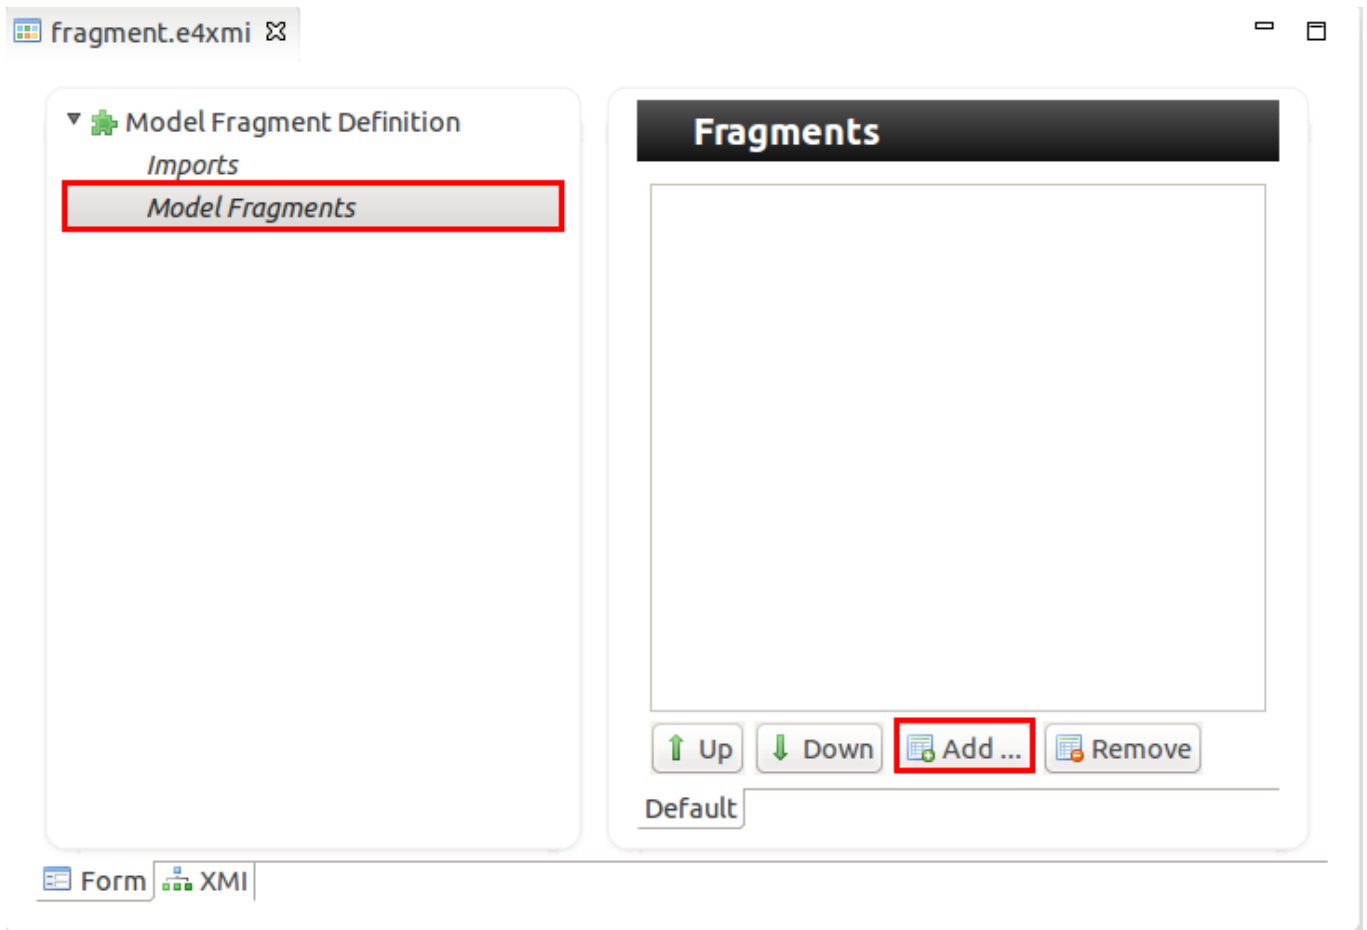 fragment.e4xmi
Model Fragment Definition
Imports
Model Fragments
Fragments
Up Down Add ... Remove
Default
Form XMI